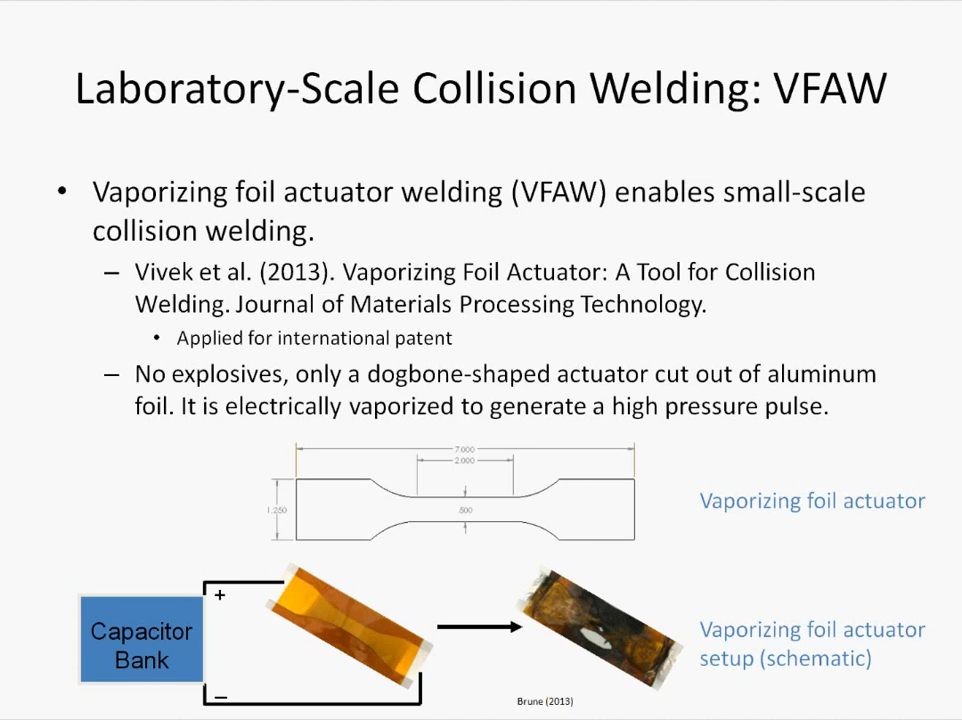 Laboratory-Scale Collision Welding: VFAW
• Vaporizing foil actuator welding (VFAW) enables small-scale
collision welding.
– Vivek et al. (2013). Vaporizing Foil Actuator: A Tool for Collision
Welding. Journal of Materials Processing Technology.
• Applied for international patent
– No explosives, only a dogbone-shaped actuator cut out of aluminum
foil. It is electrically vaporized to generate a high pressure pulse.
7.000
2.000
1.250
.500
Vaporizing foil actuator
+
Capacitor
Bank
–
Vaporizing foil actuator
setup (schematic)
Brune (2013)